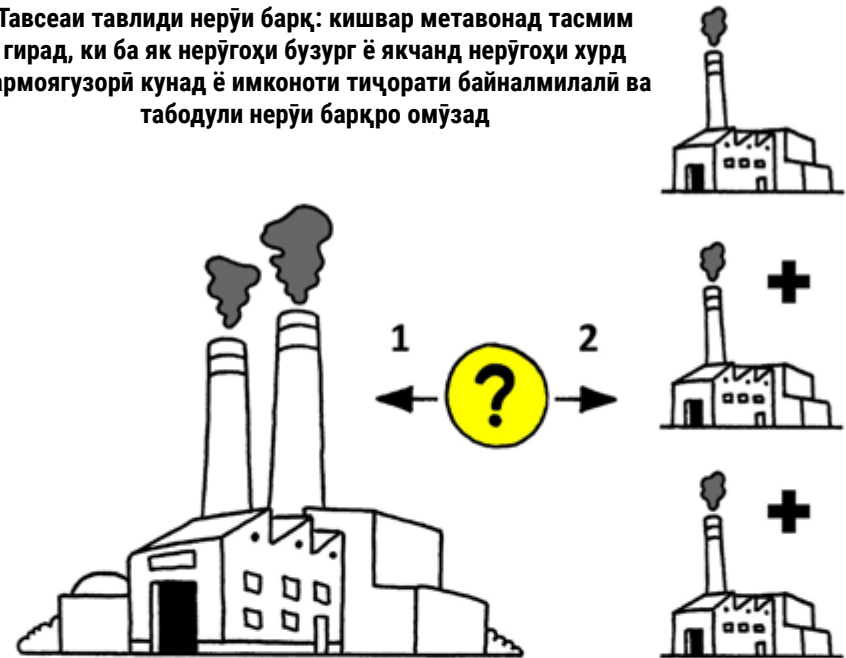 Тавсеаи тавлиди нерӯи барқ: кишвар метавонад тасмим
гирад, ки ба як нерӯгоҳи бузург ё якчанд нерӯгоҳи хурд
армоягузорӣ кунад ё имконоти тиҷорати байналмилалӣ ва
табодули нерӯи барқро омӯзад
1
?
2
+
+